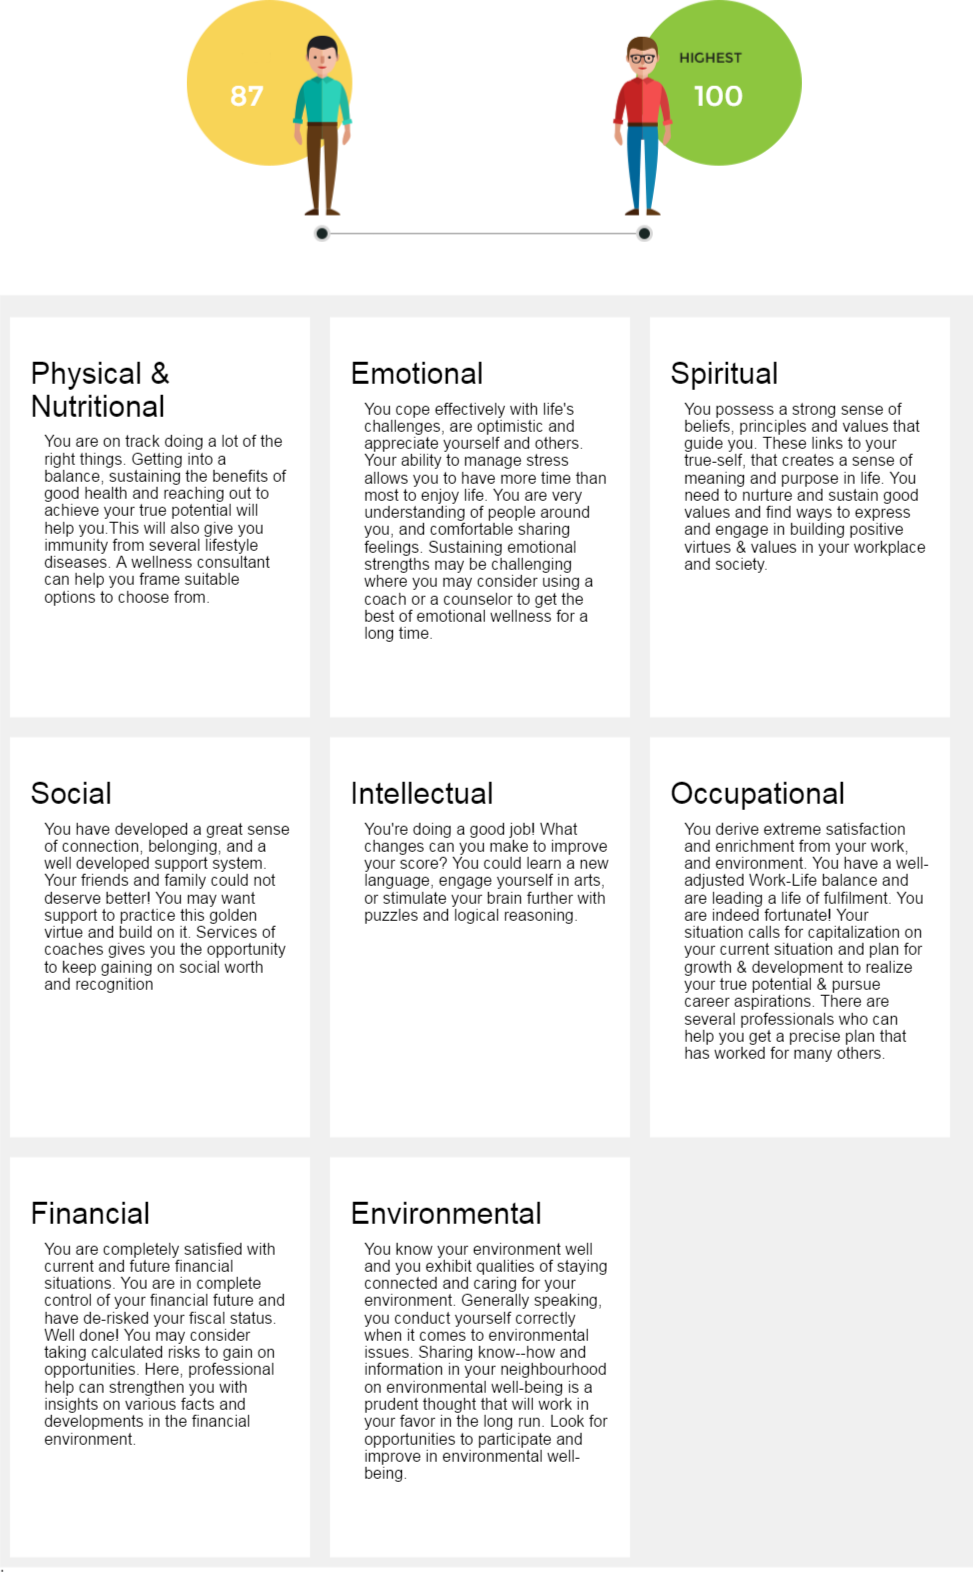 87
HIGHEST
100
Physical &
Nutritional
You are on track doing a lot of the
right things. Getting into a
balance, sustaining the benefits of
good health and reaching out to
achieve your true potential will
help you.This will also give you
immunity from several lifestyle
diseases. A wellness consultant
can help you frame suitable
options to choose from.
Emotional
You cope effectively with life's
challenges, are optimistic and
appreciate yourself and others.
Your ability to manage stress
allows you to have more time than
most to enjoy life. You are very
understanding of people around
you, and comfortable sharing
feelings. Sustaining emotional
strengths may be challenging
where you may consider using a
coach or a counselor to get the
best of emotional wellness for a
long time.
Spiritual
You possess a strong sense of
beliefs, principles and values that
guide you. These links to your
true-self, that creates a sense of
meaning and purpose in life. You
need to nurture and sustain good
values and find ways to express
and engage in building positive
virtues & values in your workplace
and society.
Social
You have developed a great sense
of connection, belonging, and a
well developed support system.
Your friends and family could not
deserve better! You may want
support to practice this golden
virtue and build on it. Services of
coaches gives you the opportunity
to keep gaining on social worth
and recognition
Intellectual
You're doing a good job! What
changes can you make to improve
your score? You could learn a new
language, engage yourself in arts,
or stimulate your brain further with
puzzles and logical reasoning.
Occupational
You derive extreme satisfaction
and enrichment from your work,
and environment. You have a well-
adjusted Work-Life balance and
are leading a life of fulfilment. You
are indeed fortunate! Your
situation calls for capitalization on
your current situation and plan for
growth & development to realize
your true potential & pursue
career aspirations. There are
several professionals who can
help you get a precise plan that
has worked for many others.
Financial
You are completely satisfied with
current and future financial
situations. You are in complete
control of your financial future and
have de-risked your fiscal status.
Well done! You may consider
taking calculated risks to gain on
opportunities. Here, professional
help can strengthen you with
insights on various facts and
developments in the financial
environment.
Environmental
You know your environment well
and you exhibit qualities of staying
connected and caring for your
environment. Generally speaking,
you conduct yourself correctly
when it comes to environmental
issues. Sharing know--how and
information in your neighbourhood
on environmental well-being is a
prudent thought that will work in
your favor in the long run. Look for
opportunities to participate and
improve in environmental well-
being.